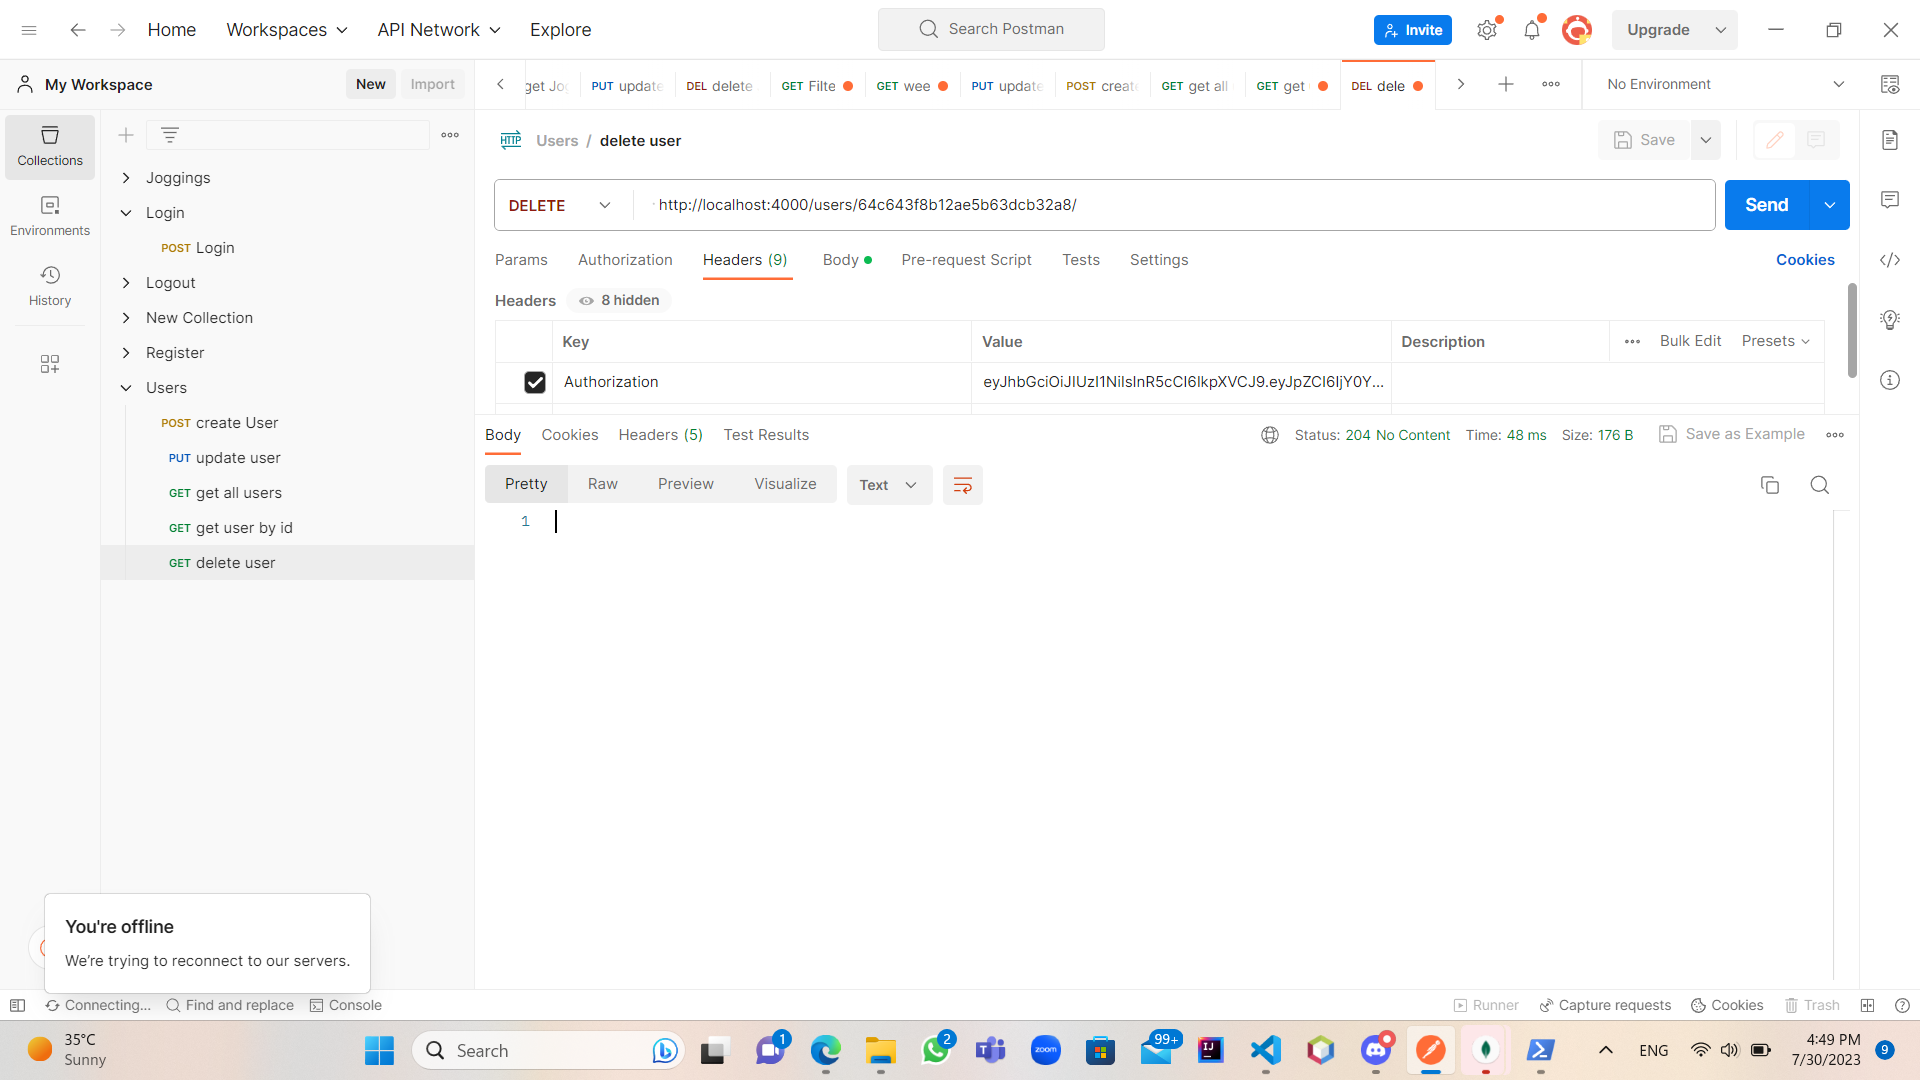 Home
Workspaces
API Network
Explore
Search Postman
Invite
Upgrade
My Workspace
New
Import
get Jo
PUT update
DEL delete
GET Filte
GET wee
PUT update
POST create
GET get all
GET get
DEL dele
No Environment
Collections
Environments
History
Joggings
Login
POST Login
Logout
New Collection
Register
Users
POST create User
PUT update user
GET get all users
GET get user by id
GET delete user
HTTP
Users / delete user
Save
DELETE
http://localhost:4000/users/64c643f8b12ae5b63dcb32a8/
Send
Params
Authorization
Headers (9)
Body
Pre-request Script
Tests
Settings
Cookies
Headers
8 hidden
Key
Value
Description
Bulk Edit
Presets
Authorization
eyJhbGciOiJIUzI1NiIsInR5cCI6IkpXVCJ9.eyJpZCI6IjY0Y...
Body
Cookies
Headers (5)
Test Results
Status: 204 No Content
Time: 48 ms
Size: 176 B
Save as Example
Pretty
Raw
Preview
Visualize
Text
1
You're offline
We're trying to reconnect to our servers.
Connecting...
Find and replace
Console
Runner
Capture requests
Cookies
Trash
35°C
Sunny
Search
1
2
zoom
99+
IJ
ENG
4:49 PM
7/30/2023
9